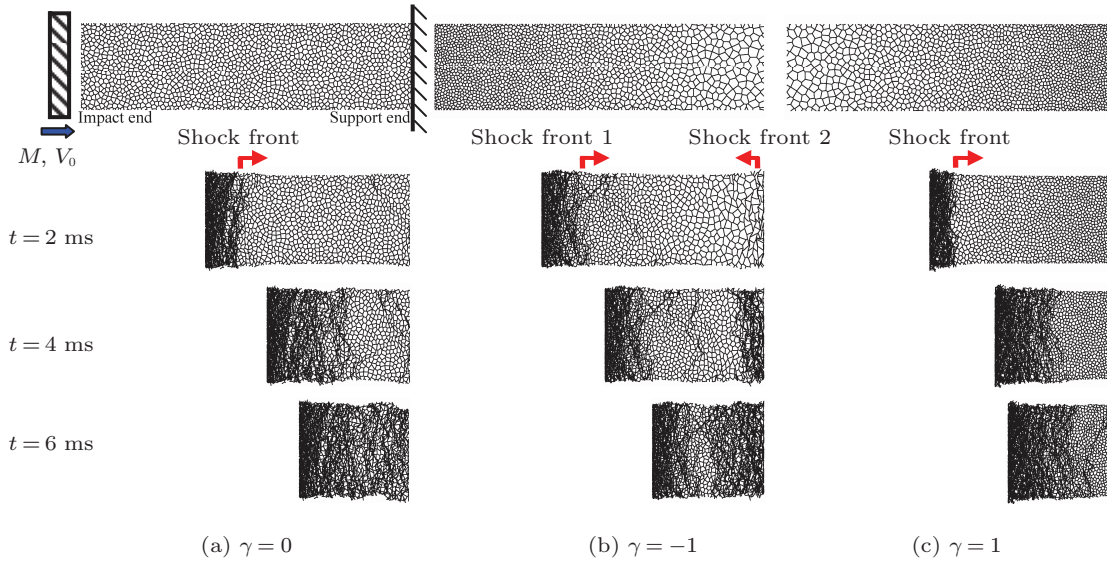 Impact end
Support end
M, V₀
Shock front
Shock front 1
Shock front 2
Shock front
t = 2 ms
t = 4 ms
t = 6 ms
(a) γ = 0
(b) γ = −1
(c) γ = 1